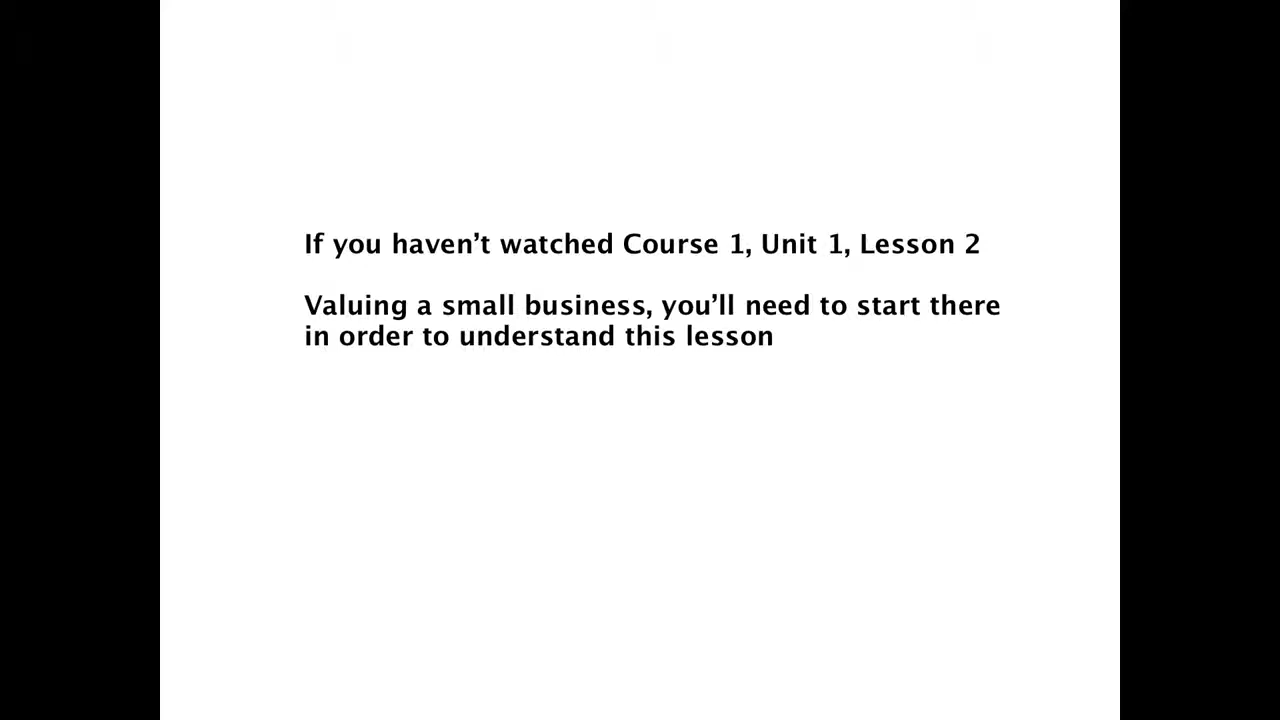 If you haven’t watched Course 1, Unit 1, Lesson 2
Valuing a small business, you’ll need to start there
in order to understand this lesson